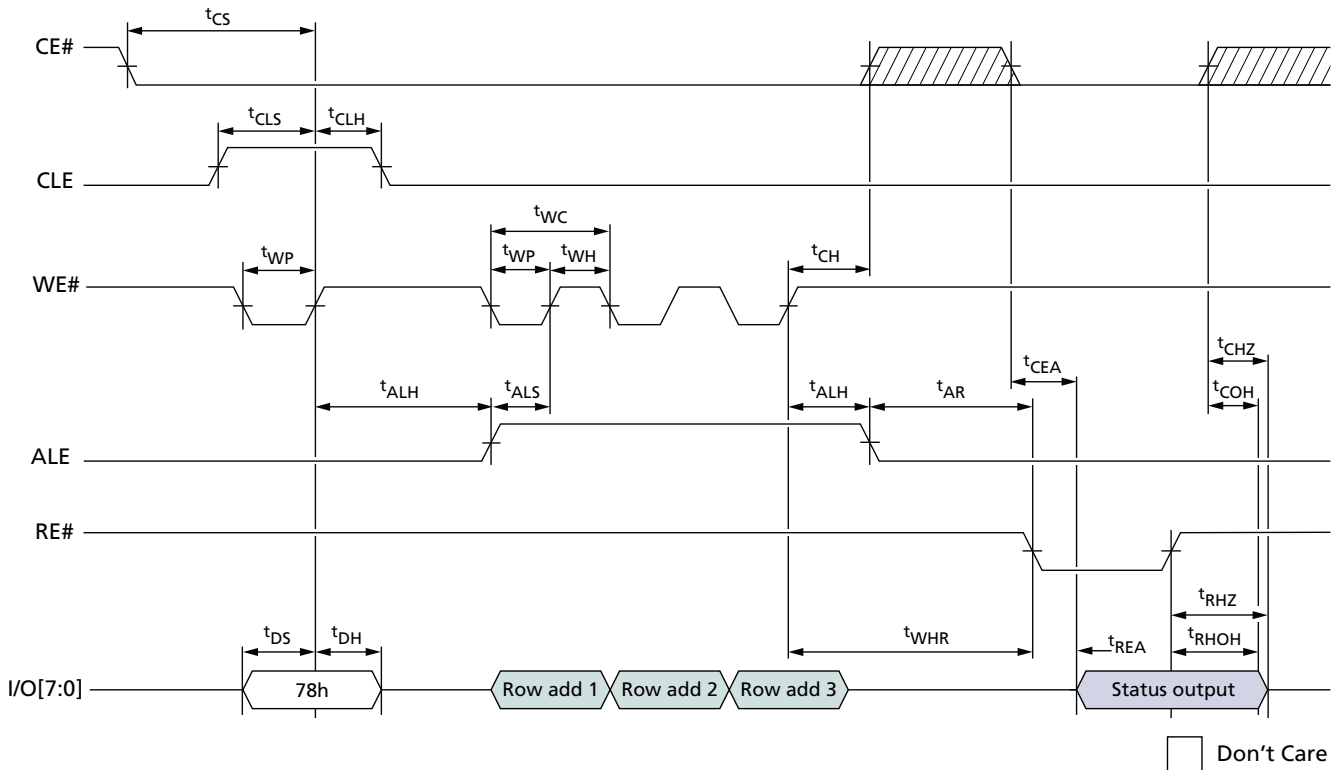 tCS
CE#
tCLS tCLH
CLE
tWC
tWP tWP tWH tCH
WE#
tCHZ
tCEA
tALH tALS tALH tAR tCOH
ALE
RE#
tRHZ
tDS tDH tWHR tREA tRHOH
I/O[7:0] 78h Row add 1 Row add 2 Row add 3 Status output
Don't Care